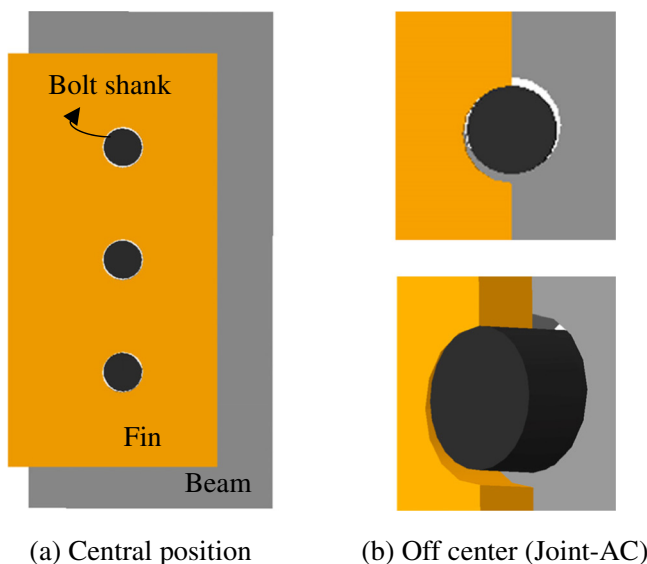 Bolt shank
Fin
Beam
(a) Central position
(b) Off center (Joint-AC)